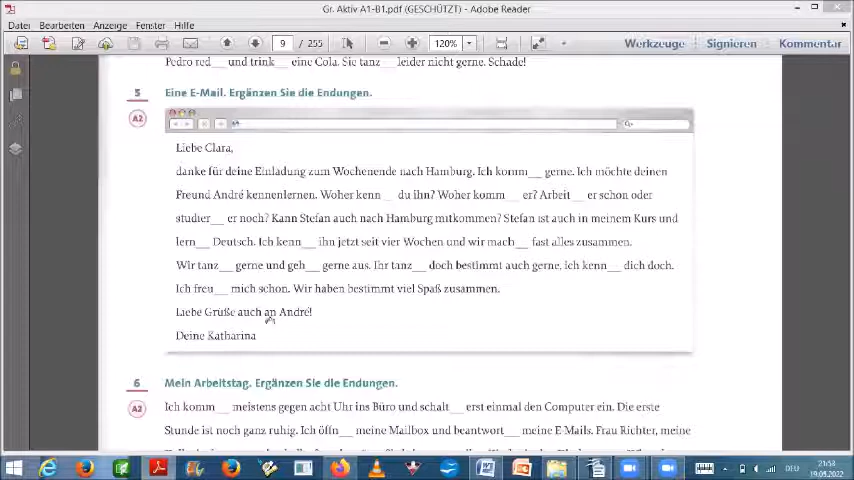 Gr. Aktiv A1-B1.pdf (GESCHÜTZT) - Adobe Reader
Datei Bearbeiten Anzeige Fenster Hilfe
9 / 255 120% Werkzeuge Signieren Kommentar
Pedro red__ und trink__ eine Cola. Sie tanz__ leider nicht gerne. Schade!
5 Eine E-Mail. Ergänzen Sie die Endungen.
A2
Liebe Clara,
danke für deine Einladung zum Wochenende nach Hamburg. Ich komm__ gerne. Ich möchte deinen
Freund André kennenlernen. Woher kenn__ du ihn? Woher komm__ er? Arbeit__ er schon oder
studier__ er noch? Kann Stefan auch nach Hamburg mitkommen? Stefan ist auch in meinem Kurs und
lern__ Deutsch. Ich kenn__ ihn jetzt seit vier Wochen und wir mach__ fast alles zusammen.
Wir tanz__ gerne und geh__ gerne aus. Ihr tanz__ doch bestimmt auch gerne, ich kenn__ dich doch.
Ich freu__ mich schon. Wir haben bestimmt viel Spaß zusammen.
Liebe Grüße auch an André!
Deine Katharina
6 Mein Arbeitstag. Ergänzen Sie die Endungen.
A2
Ich komm__ meistens gegen acht Uhr ins Büro und schalt__ erst einmal den Computer ein. Die erste
Stunde ist noch ganz ruhig. Ich öffn__ meine Mailbox und beantwort__ meine E-Mails. Frau Richter, meine
DEU
21:53
19.05.2022